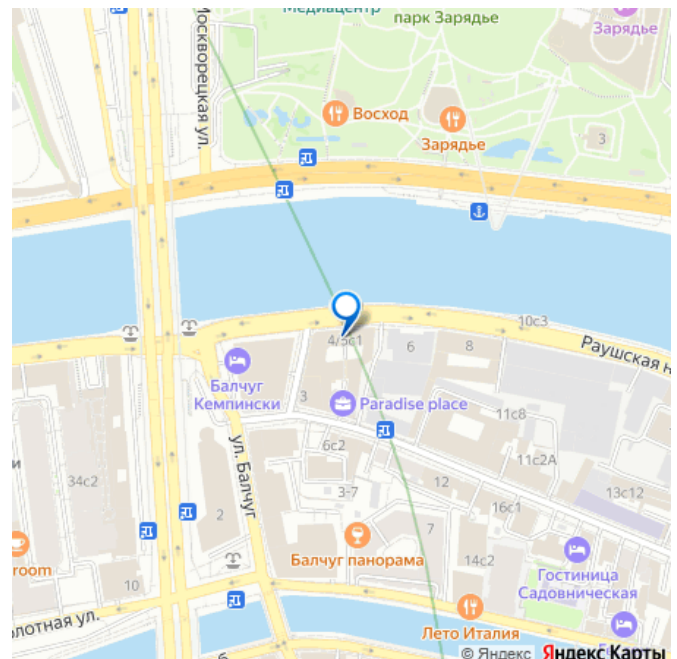 Медиацентр
парк Зарядье
Зарядье
Москворецкая ул.
Восход
Зарядье
3
10с3
4/5с1
6
8
Раушская н
Балчуг
Кемпински
3
Paradise place
11с8
ул. Балчуг
6с2
11с2А
34с2
3-7
12
13с12
16с1
2
7
Балчуг панорама
14с2
room
10
Гостиница
Садовническая
олотная ул.
Лето Италия
6
© Яндекс Яндекс Карты